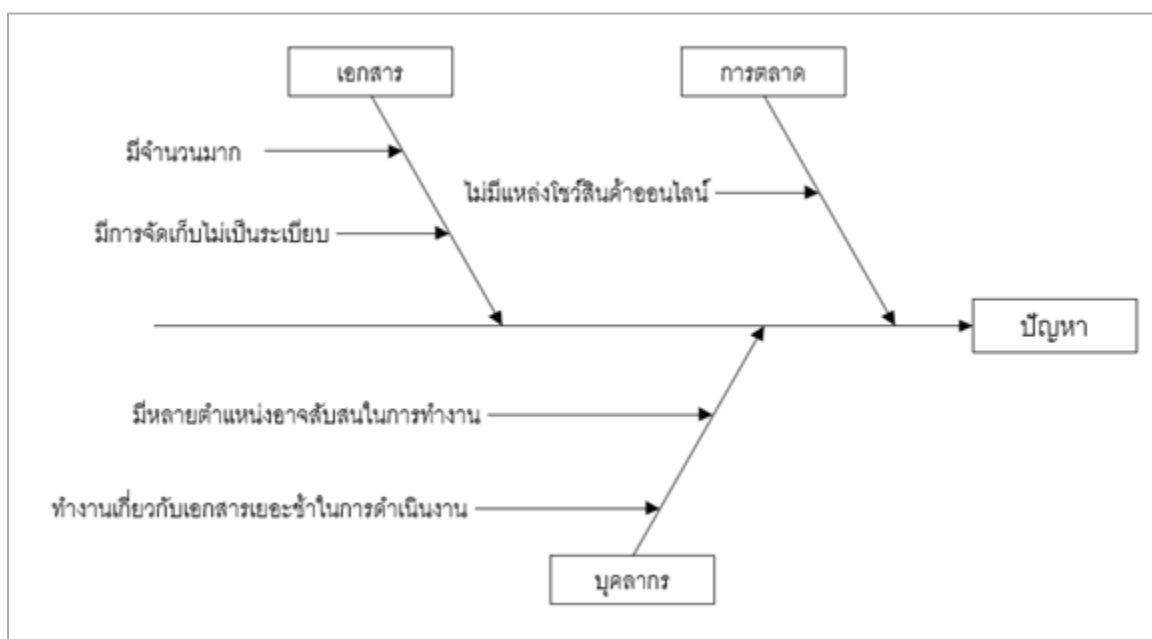 เอกสาร
การตลาด
มีจำนวนมาก
ไม่มีแหล่งโชว์สินค้าออนไลน์
มีการจัดเก็บไม่เป็นระเบียบ
ปัญหา
มีหลายตำแหน่งอาจสับสนในการทำงาน
ทำงานเกี่ยวกับเอกสารเยอะช้าในการดำเนินงาน
บุคลากร